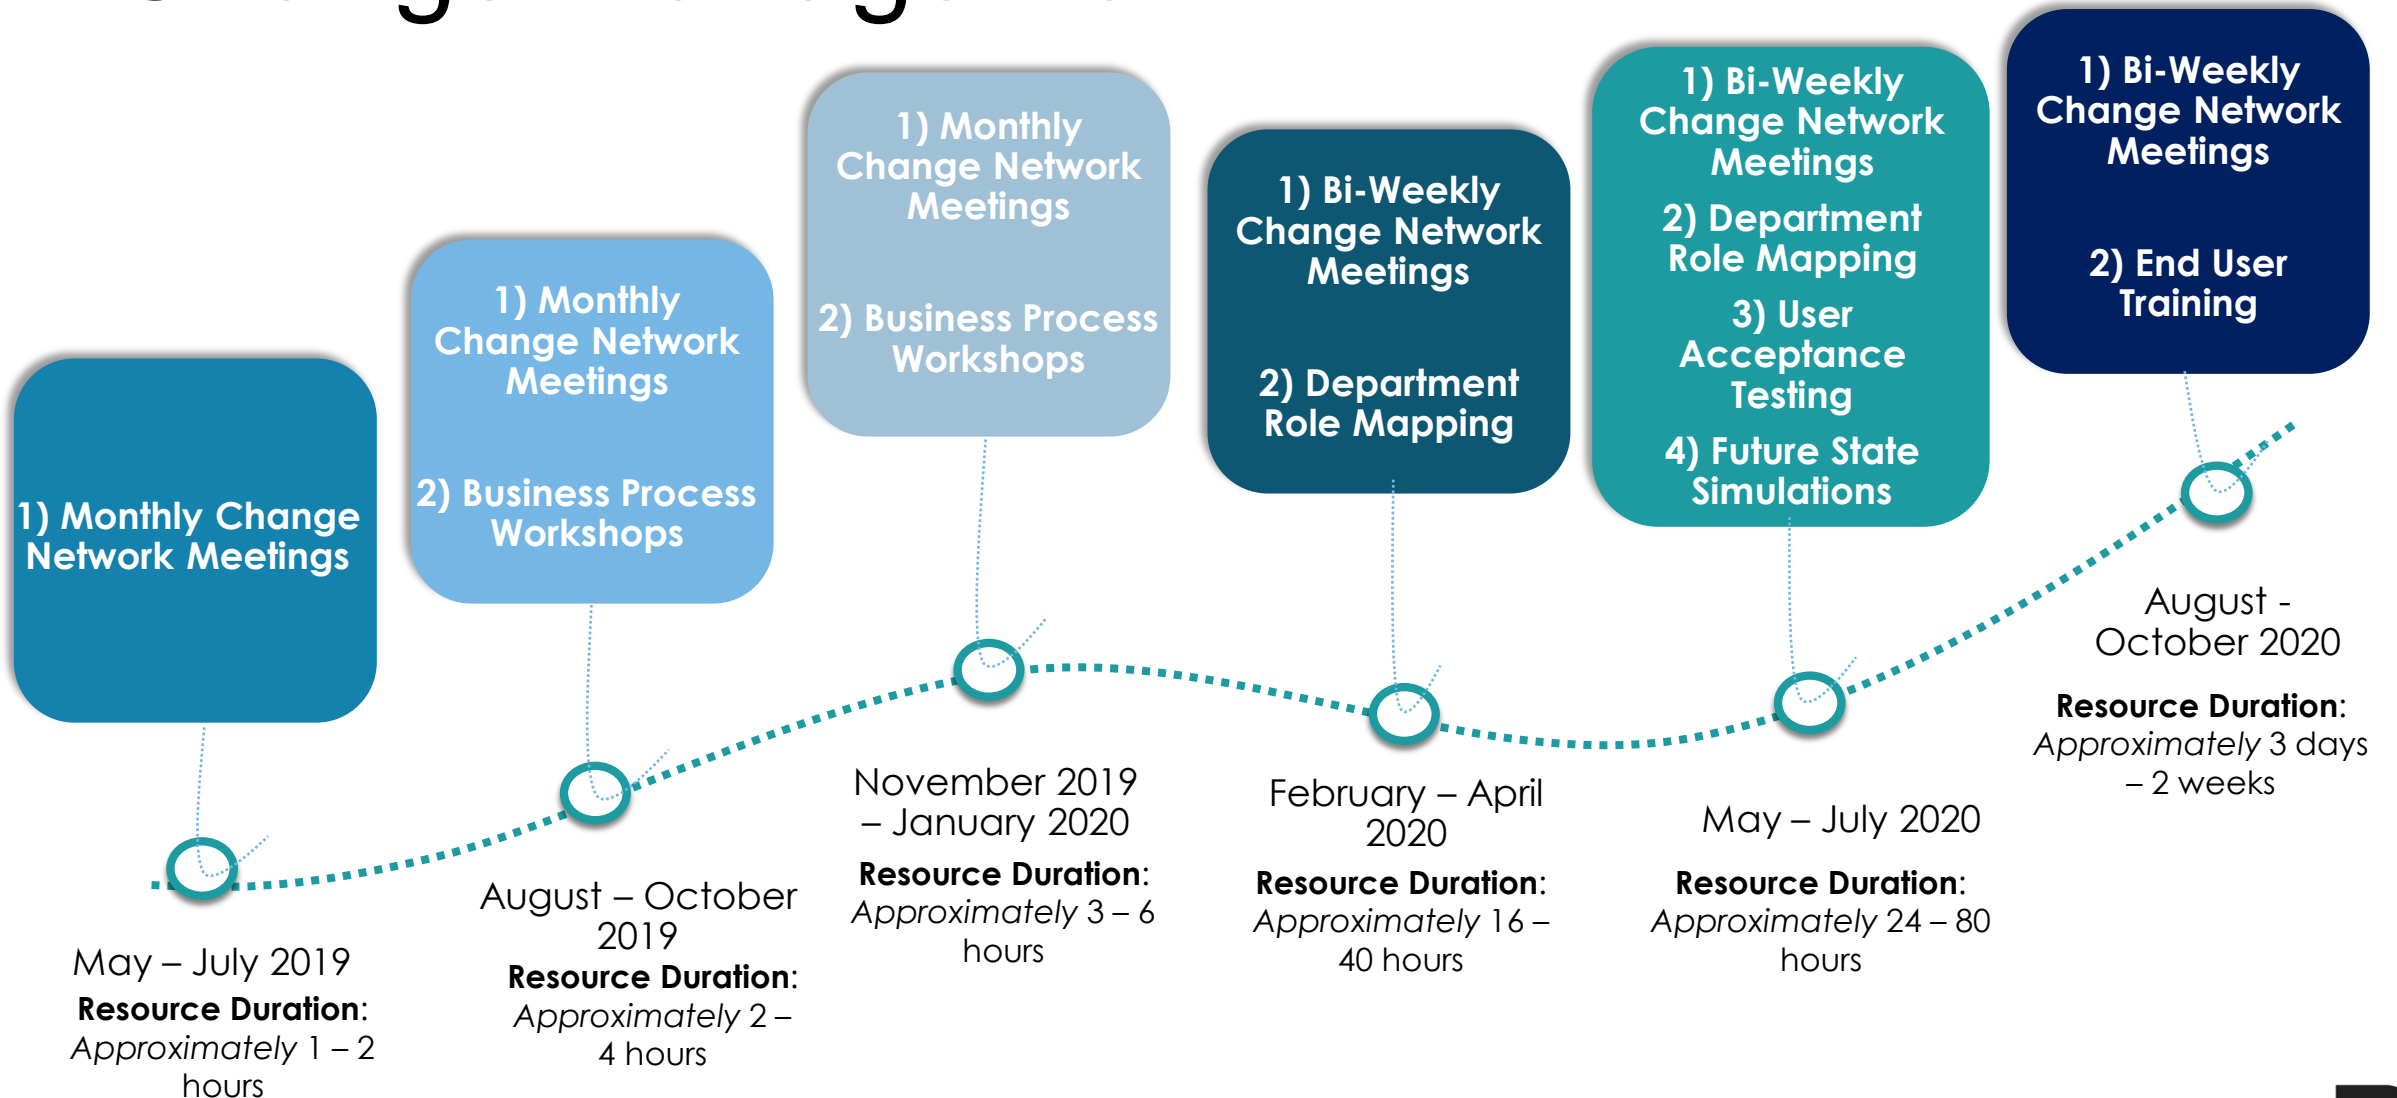 1) Monthly Change
Network Meetings
May – July 2019
Resource Duration:
Approximately 1 – 2
hours
1) Monthly
Change Network
Meetings
2) Business Process
Workshops
August – October
2019
Resource Duration:
Approximately 2 –
4 hours
1) Monthly
Change Network
Meetings
2) Business Process
Workshops
November 2019
– January 2020
Resource Duration:
Approximately 3 – 6
hours
1) Bi-Weekly
Change Network
Meetings
2) Department
Role Mapping
February – April
2020
Resource Duration:
Approximately 16 –
40 hours
1) Bi-Weekly
Change Network
Meetings
2) Department
Role Mapping
3) User
Acceptance
Testing
4) Future State
Simulations
May – July 2020
Resource Duration:
Approximately 24 – 80
hours
1) Bi-Weekly
Change Network
Meetings
2) End User
Training
August -
October 2020
Resource Duration:
Approximately 3 days
– 2 weeks